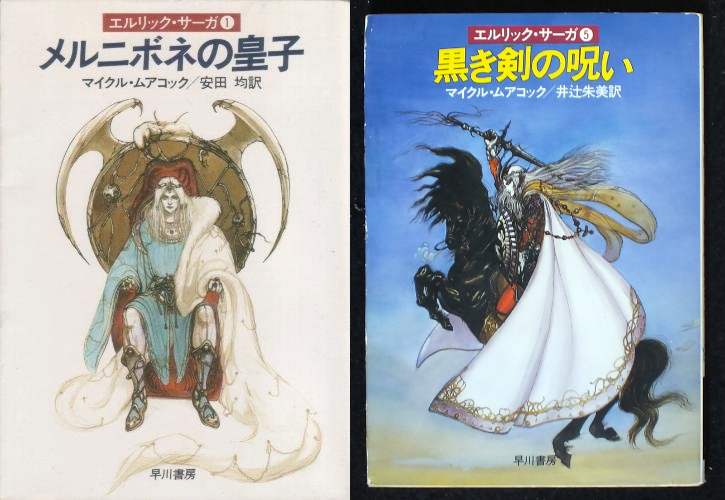 エルリック・サーガ①
メルニボネの皇子
マイクル・ムアコック／安田 均訳
早川書房
エルリック・サーガ⑤
黒き剣の呪い
マイクル・ムアコック／井辻朱美訳
早川書房